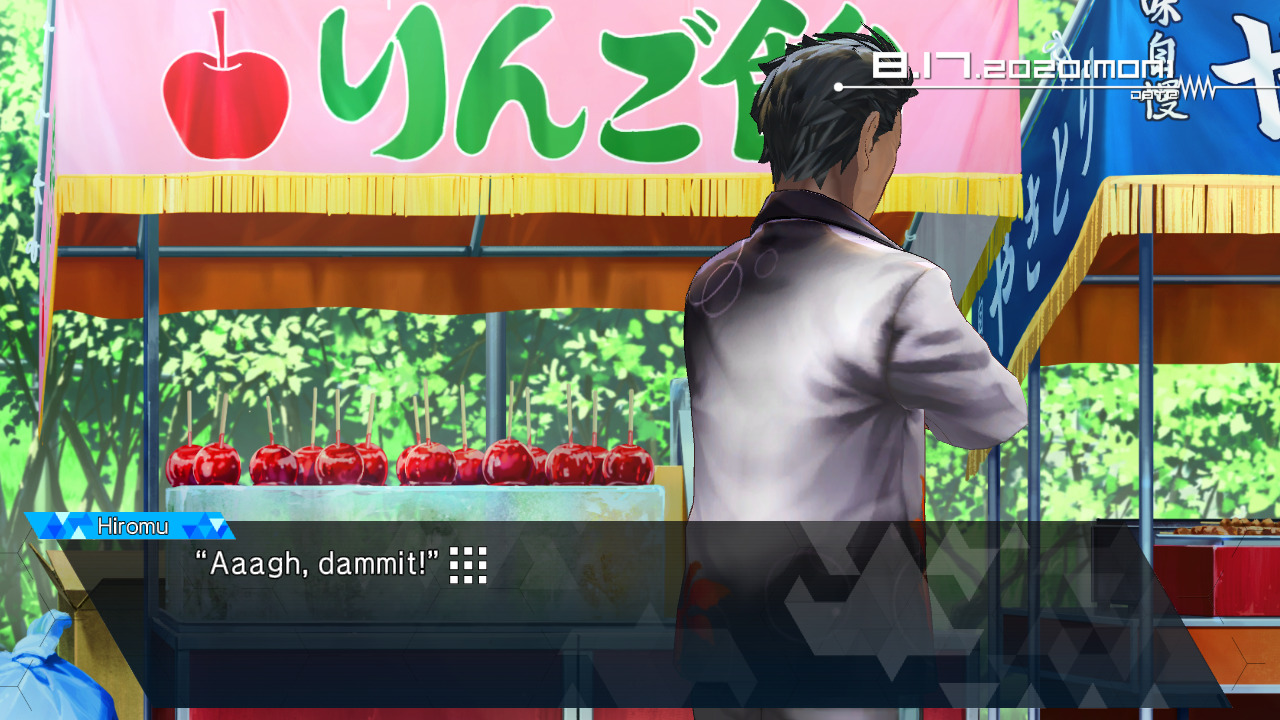 りんご飴
味自慢
や
やきとり
8.17.2020(MON)
DATE
Hiromu
“Aaagh, dammit!”